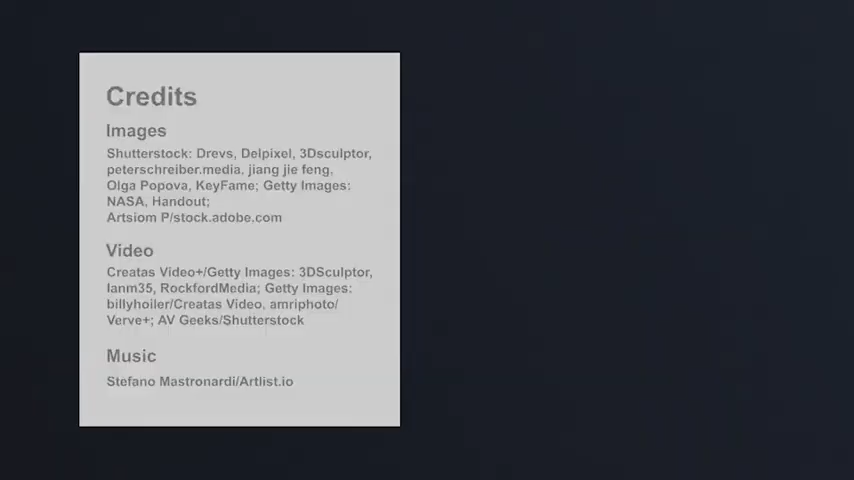 Credits
Images
Shutterstock: Drevs, Delpixel, 3Dsculptor,
peterschreiber.media, jiang jie feng,
Olga Popova, KeyFame; Getty Images:
NASA, Handout;
Artsiom P/stock.adobe.com
Video
Creatas Video+/Getty Images: 3DSculptor,
Ianm35, RockfordMedia; Getty Images:
billyhoiler/Creatas Video, amriphoto/
Verve+; AV Geeks/Shutterstock
Music
Stefano Mastronardi/Artlist.io